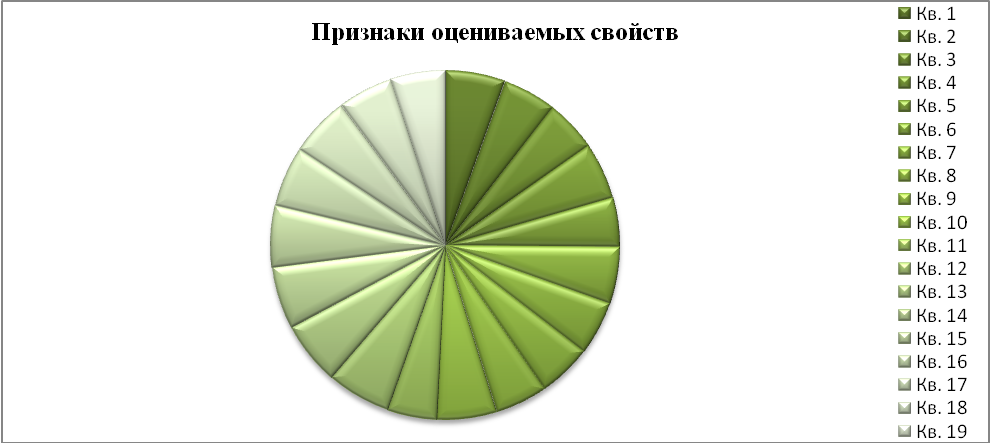 Признаки оцениваемых свойств
Кв. 1
Кв. 2
Кв. 3
Кв. 4
Кв. 5
Кв. 6
Кв. 7
Кв. 8
Кв. 9
Кв. 10
Кв. 11
Кв. 12
Кв. 13
Кв. 14
Кв. 15
Кв. 16
Кв. 17
Кв. 18
Кв. 19